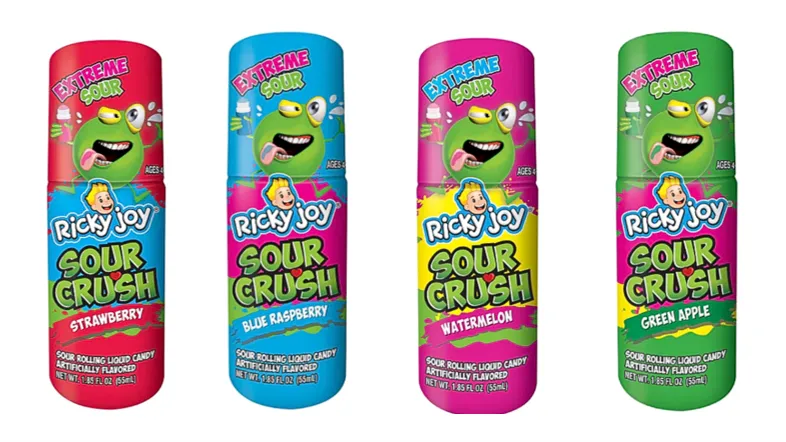 EXTREME
SOUR
AGES 4
Ricky Joy™
SOUR
CRUSH
STRAWBERRY
SOUR ROLLING LIQUID CANDY
ARTIFICIALLY FLAVORED
NET WT. 1.85 FL OZ (55mL)
EXTREME
SOUR
AGES 4
Ricky Joy™
SOUR
CRUSH
BLUE RASPBERRY
SOUR ROLLING LIQUID CANDY
ARTIFICIALLY FLAVORED
NET WT. 1.85 FL OZ (55mL)
EXTREME
SOUR
AGES 4
Ricky Joy™
SOUR
CRUSH
WATERMELON
SOUR ROLLING LIQUID CANDY
ARTIFICIALLY FLAVORED
NET WT. 1.85 FL OZ (55mL)
EXTREME
SOUR
AGES 4
Ricky Joy™
SOUR
CRUSH
GREEN APPLE
SOUR ROLLING LIQUID CANDY
ARTIFICIALLY FLAVORED
NET WT. 1.85 FL OZ (55mL)